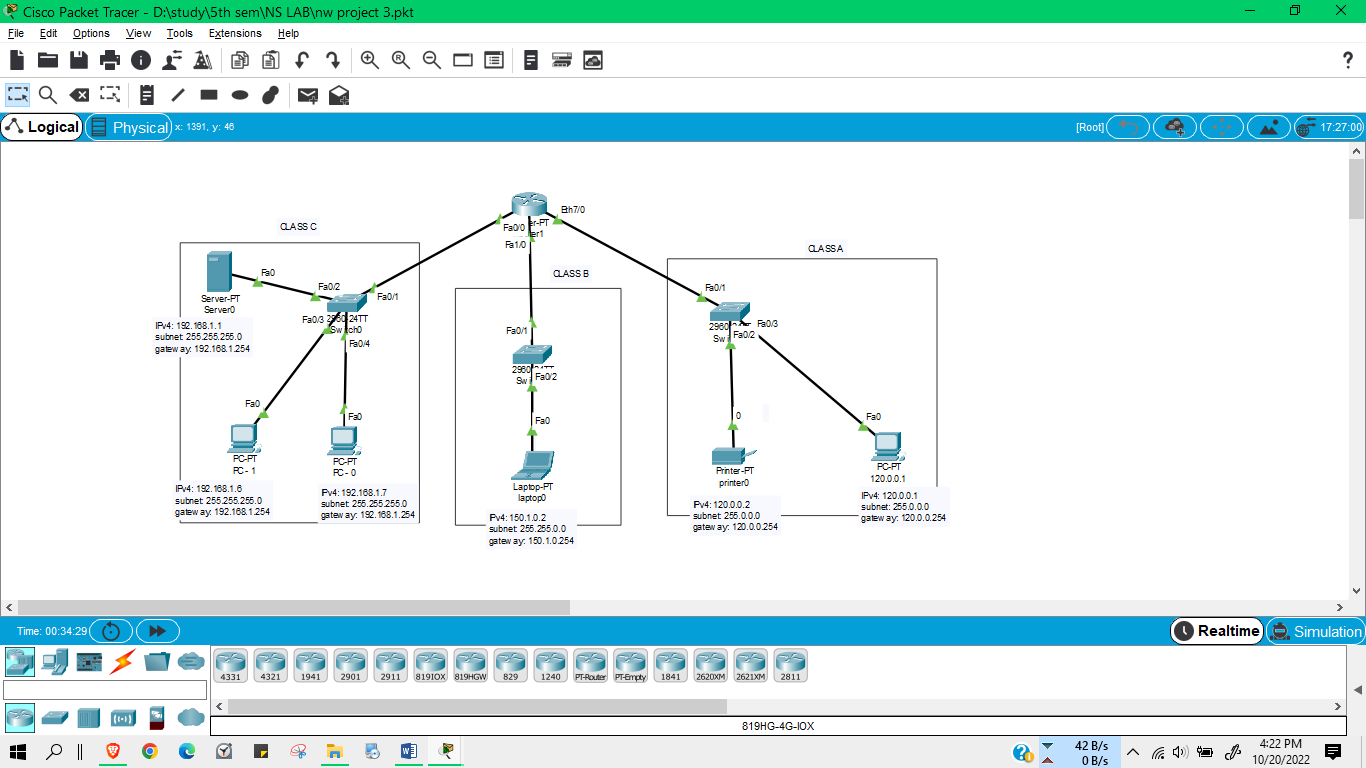 Cisco Packet Tracer - D:\study\5th sem\NS LAB\nw project 3.pkt
File Edit Options View Tools Extensions Help
Logical Physical x: 1391, y: 46 [Root] 17:27:00
CLASS C
Server-PT
Server0
IPv4: 192.168.1.1
subnet: 255.255.255.0
gateway: 192.168.1.254
Fa0
Fa0/2
Fa0/1
Fa0/3
2960-24TT
Switch0
Fa0/4
Fa0
PC-PT
PC - 1
IPv4: 192.168.1.6
subnet: 255.255.255.0
gateway: 192.168.1.254
Fa0
PC-PT
PC - 0
IPv4: 192.168.1.7
subnet: 255.255.255.0
gateway: 192.168.1.254
Eth7/0
er-PT
er1
Fa0/0
Fa1/0
CLASS B
Fa0/1
2960-24TT
Fa0/2
Fa0
Laptop-PT
laptop0
IPv4: 150.1.0.2
subnet: 255.255.0.0
gateway: 150.1.0.254
CLASS A
Fa0/1
Fa0/3
2960
Fa0/2
0
Printer-PT
printer0
IPv4: 120.0.0.2
subnet: 255.0.0.0
gateway: 120.0.0.254
Fa0
PC-PT
120.0.0.1
IPv4: 120.0.0.1
subnet: 255.0.0.0
gateway: 120.0.0.254
Time: 00:34:29 Realtime Simulation
4331 4321 1941 2901 2911 819IOX 819HGW 829 1240 PT-Router PT-Empty 1841 2620XM 2621XM 2811
819HG-4G-IOX
42 B/s
0 B/s
4:22 PM
10/20/2022